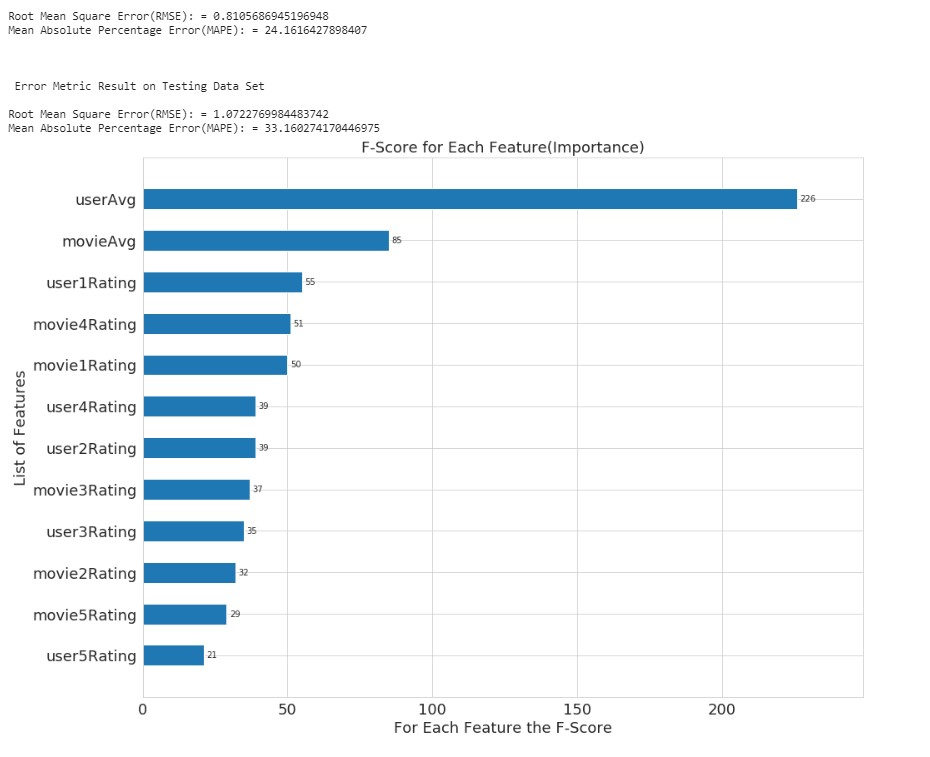 Root Mean Square Error(RMSE): = 0.8105686945196948
Mean Absolute Percentage Error(MAPE): = 24.1616427898407
Error Metric Result on Testing Data Set
Root Mean Square Error(RMSE): = 1.0722769984483742
Mean Absolute Percentage Error(MAPE): = 33.160274170446975
F-Score for Each Feature(Importance)
List of Features
userAvg 226
movieAvg 85
user1Rating 55
movie4Rating 51
movie1Rating 50
user4Rating 39
user2Rating 39
movie3Rating 37
user3Rating 35
movie2Rating 32
movie5Rating 29
user5Rating 21
0 50 100 150 200
For Each Feature the F-Score